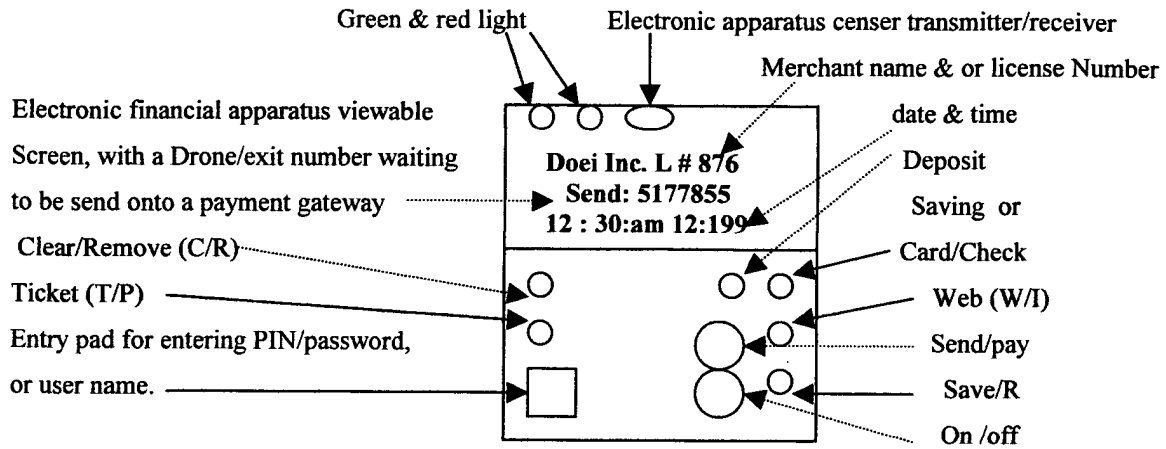 Green & red light
Electronic apparatus censer transmitter/receiver
Merchant name & or license Number
Electronic financial apparatus viewable
Screen, with a Drone/exit number waiting
to be send onto a payment gateway
Clear/Remove (C/R)
Ticket (T/P)
Entry pad for entering PIN/password,
or user name.
Doei Inc. L # 876
Send: 5177855
12 : 30:am 12:199
date & time
Deposit
Saving or
Card/Check
Web (W/I)
Send/pay
Save/R
On /off